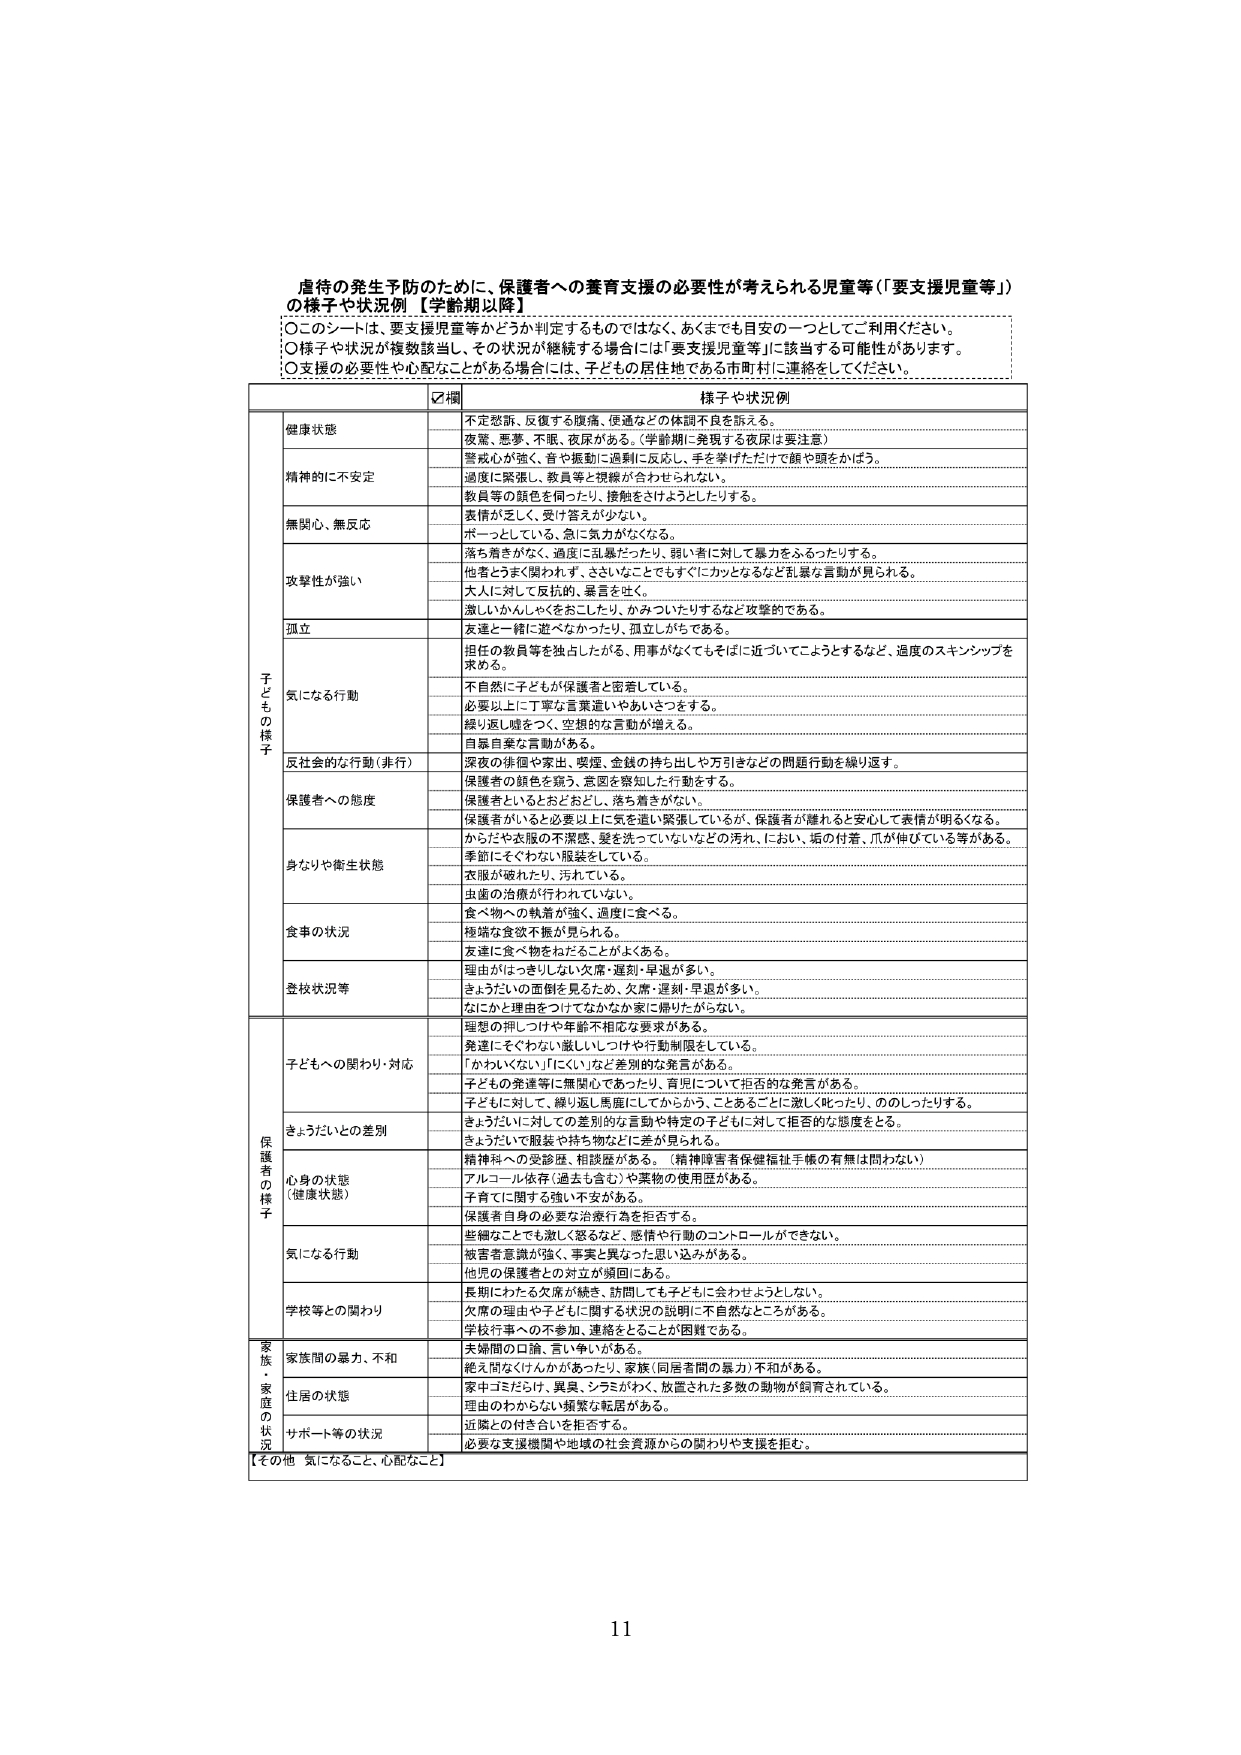 虐待の発生予防のために、保護者への養育支援の必要性が考えられる児童等(「要支援児童等」)
の様子や状況例 【学齢期以降】
○このシートは、要支援児童等かどうか判定するものではなく、あくまでも目安の一つとしてご利用ください。
○様子や状況が複数該当し、その状況が継続する場合には「要支援児童等」に該当する可能性があります。
○支援の必要性や心配なことがある場合には、子どもの居住地である市町村に連絡をしてください。
☑欄 様子や状況例
子どもの様子
健康状態
不定愁訴、反復する腹痛、便通などの体調不良を訴える。
夜驚、悪夢、不眠、夜尿がある。(学齢期に発現する夜尿は要注意)
精神的に不安定
警戒心が強く、音や振動に過剰に反応し、手を挙げただけで顔や頭をかばう。
過度に緊張し、教員等と視線が合わせられない。
教員等の顔色を伺ったり、接触をさけようとしたりする。
無関心、無反応
表情が乏しく、受け答えが少ない。
ボーっとしている、急に気力がなくなる。
攻撃性が強い
落ち着きがなく、過度に乱暴だったり、弱い者に対して暴力をふるったりする。
他者とうまく関われず、ささいなことでもすぐにカッとなるなど乱暴な言動が見られる。
大人に対して反抗的、暴言を吐く。
激しいかんしゃくをおこしたり、かみついたりするなど攻撃的である。
孤立
友達と一緒に遊べなかったり、孤立しがちである。
気になる行動
担任の教員等を独占したがる、用事がなくてもそばに近づいてこようとするなど、過度のスキンシップを
求める。
不自然に子どもが保護者と密着している。
必要以上に丁寧な言葉遣いやあいさつをする。
繰り返し嘘をつく、空想的な言動が増える。
自暴自棄な言動がある。
反社会的な行動(非行)
深夜の徘徊や家出、喫煙、金銭の持ち出しや万引きなどの問題行動を繰り返す。
保護者への態度
保護者の顔色を窺う、意図を察知した行動をする。
保護者といるとおどおどし、落ち着きがない。
保護者がいると必要以上に気を遣い緊張しているが、保護者が離れると安心して表情が明るくなる。
身なりや衛生状態
からだや衣服の不潔感、髪を洗っていないなどの汚れ、におい、垢の付着、爪が伸びている等がある。
季節にそぐわない服装をしている。
衣服が破れたり、汚れている。
虫歯の治療が行われていない。
食事の状況
食べ物への執着が強く、過度に食べる。
極端な食欲不振が見られる。
友達に食べ物をねだることがよくある。
登校状況等
理由がはっきりしない欠席・遅刻・早退が多い。
きょうだいの面倒を見るため、欠席・遅刻・早退が多い。
なにかと理由をつけてなかなか家に帰りたがらない。
保護者の様子
子どもへの関わり・対応
理想の押しつけや年齢不相応な要求がある。
発達にそぐわない厳しいしつけや行動制限をしている。
「かわいくない」「にくい」など差別的な発言がある。
子どもの発達等に無関心であったり、育児について拒否的な発言がある。
子どもに対して、繰り返し馬鹿にしてからかう、ことあるごとに激しく叱ったり、ののしったりする。
きょうだいとの差別
きょうだいに対しての差別的な言動や特定の子どもに対して拒否的な態度をとる。
きょうだいで服装や持ち物などに差が見られる。
心身の状態
(健康状態)
精神科への受診歴、相談歴がある。(精神障害者保健福祉手帳の有無は問わない)
アルコール依存(過去も含む)や薬物の使用歴がある。
子育てに関する強い不安がある。
保護者自身の必要な治療行為を拒否する。
気になる行動
些細なことでも激しく怒るなど、感情や行動のコントロールができない。
被害者意識が強く、事実と異なった思い込みがある。
他児の保護者との対立が頻回にある。
学校等との関わり
長期にわたる欠席が続き、訪問しても子どもに会わせようとしない。
欠席の理由や子どもに関する状況の説明に不自然なところがある。
学校行事への不参加、連絡をとることが困難である。
家族・家庭の状況
家族間の暴力、不和
夫婦間の口論、言い争いがある。
絶え間なくけんかがあったり、家族(同居者間の暴力)不和がある。
住居の状態
家中ゴミだらけ、異臭、シラミがわく、放置された多数の動物が飼育されている。
理由のわからない頻繁な転居がある。
サポート等の状況
近隣との付き合いを拒否する。
必要な支援機関や地域の社会資源からの関わりや支援を拒む。
【その他 気になること、心配なこと】
11